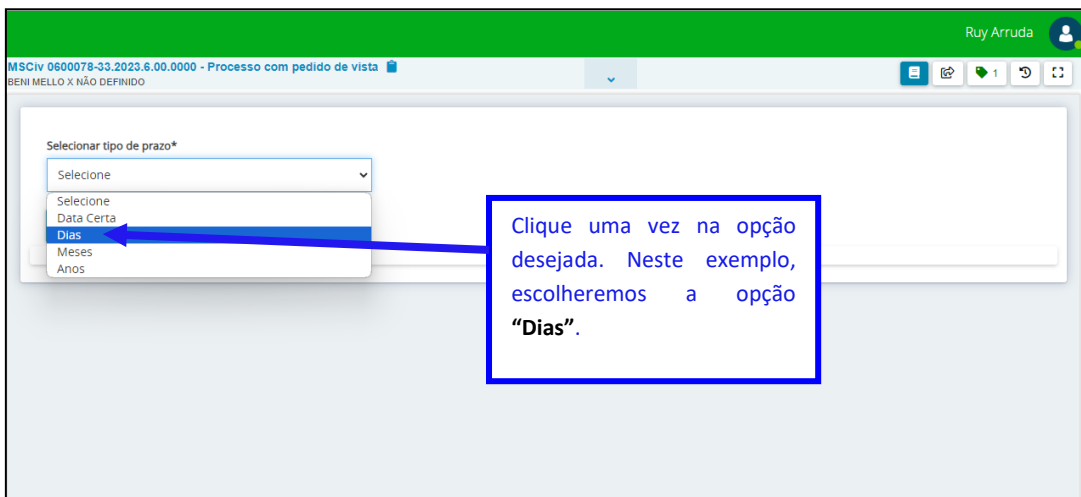 Ruy Arruda
MSCiv 0600078-33.2023.6.00.0000 - Processo com pedido de vista
BENI MELLO X NÃO DEFINIDO
1
Selecionar tipo de prazo*
Selecione
Selecione
Data Certa
Dias
Meses
Anos
Clique uma vez na opção
desejada. Neste exemplo,
escolheremos a opção
“Dias”.